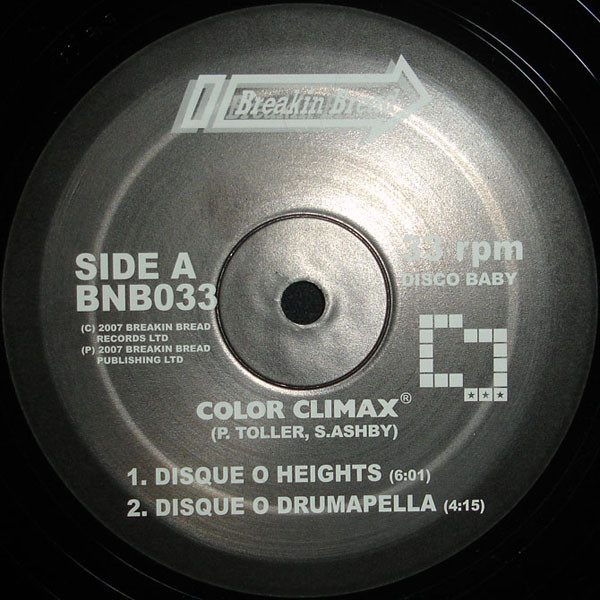 Breakin Bread
33 rpm
DISCO BABY
SIDE A
BNB033
(C) 2007 BREAKIN BREAD
RECORDS LTD
(P) 2007 BREAKIN BREAD
PUBLISHING LTD
COLOR CLIMAX®
(P. TOLLER, S.ASHBY)
1. DISQUE O HEIGHTS (6:01)
2. DISQUE O DRUMAPELLA (4:15)